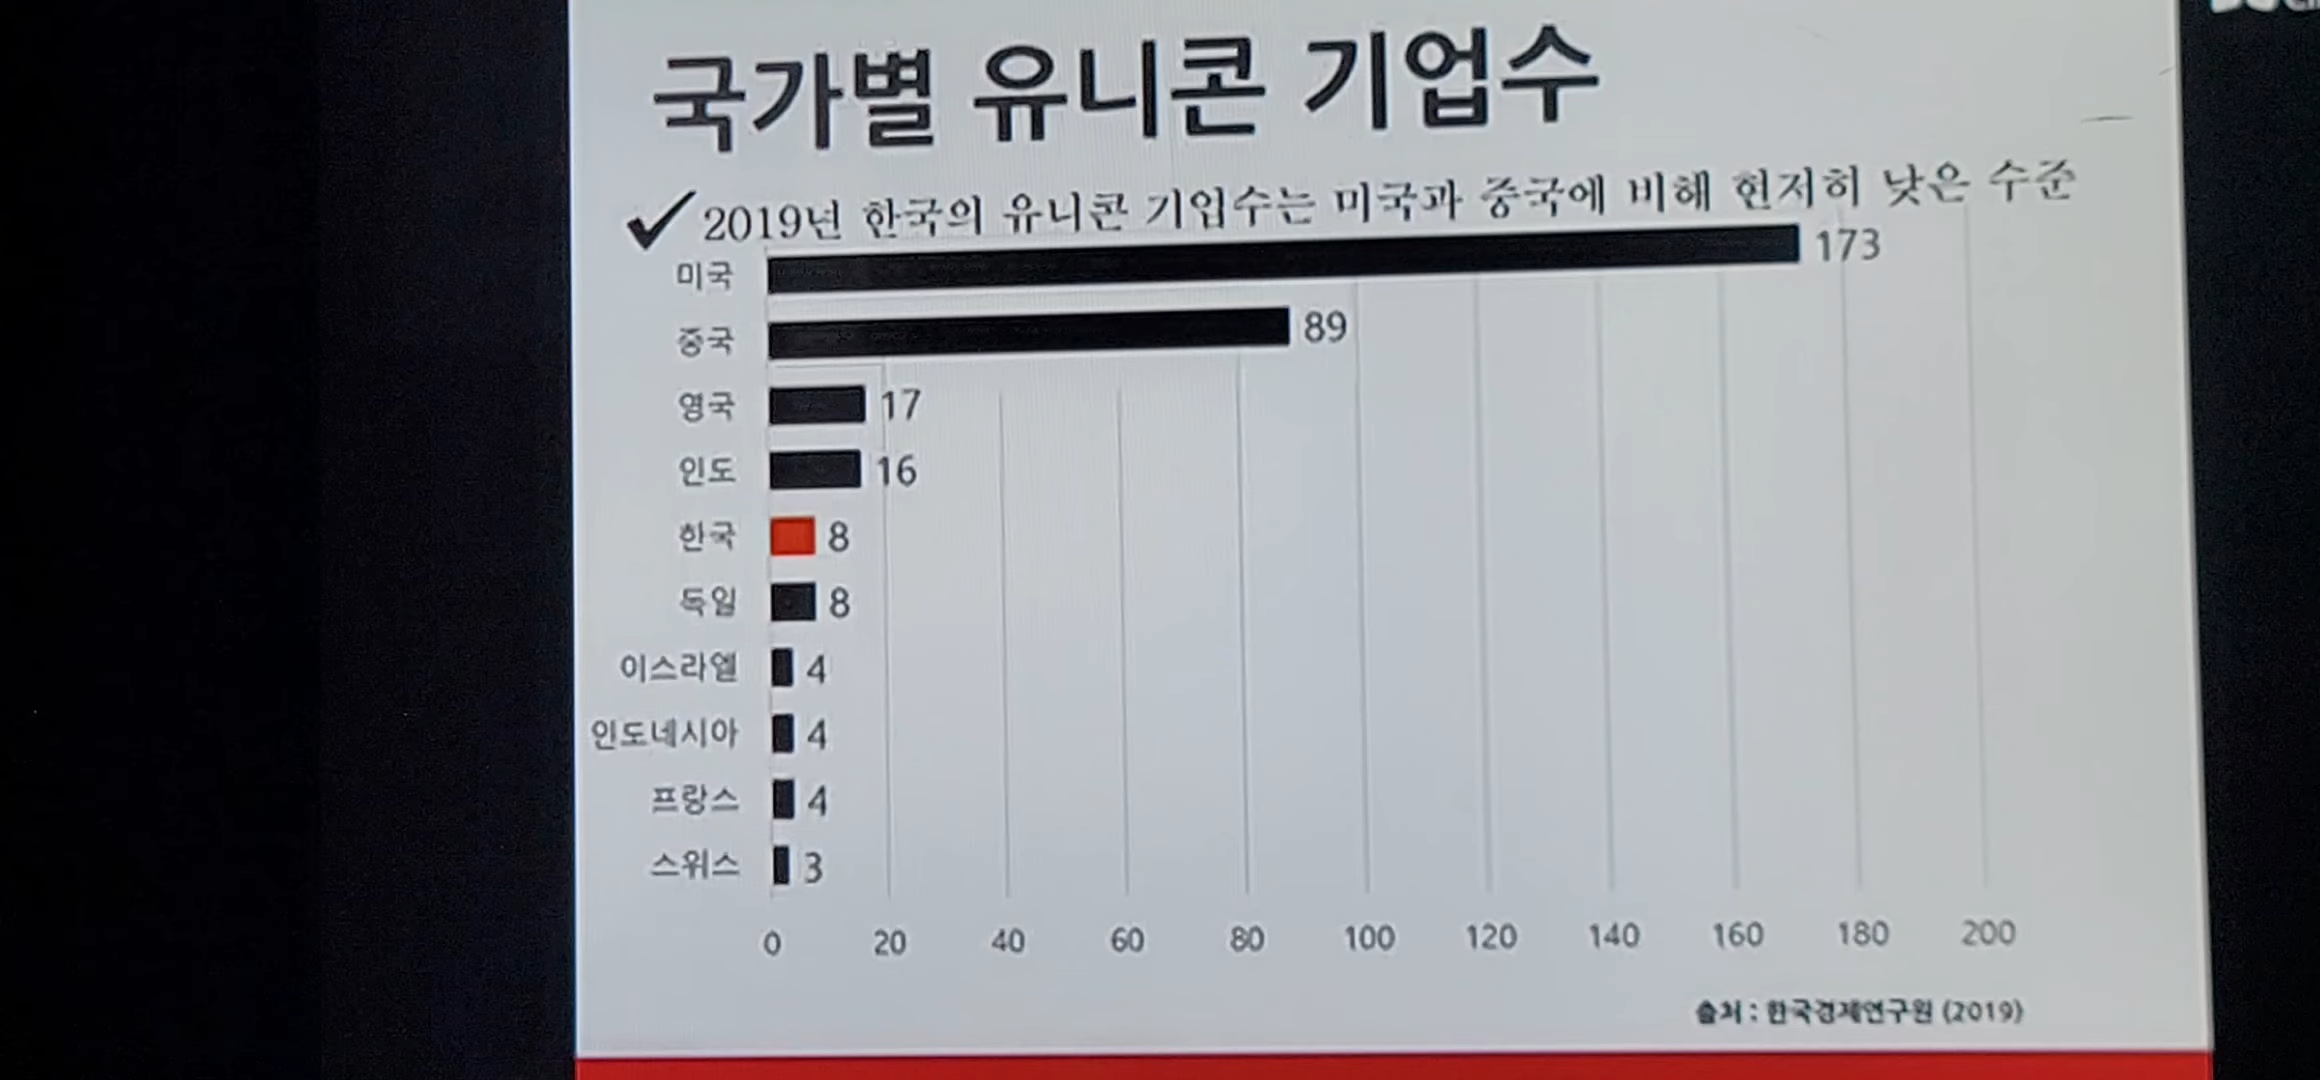 국가별 유니콘 기업수
✓2019년 한국의 유니콘 기업수는 미국과 중국에 비해 현저히 낮은 수준
미국 173
중국 89
영국 17
인도 16
한국 8
독일 8
이스라엘 4
인도네시아 4
프랑스 4
스위스 3
0 20 40 60 80 100 120 140 160 180 200
출처 : 한국경제연구원 (2019)